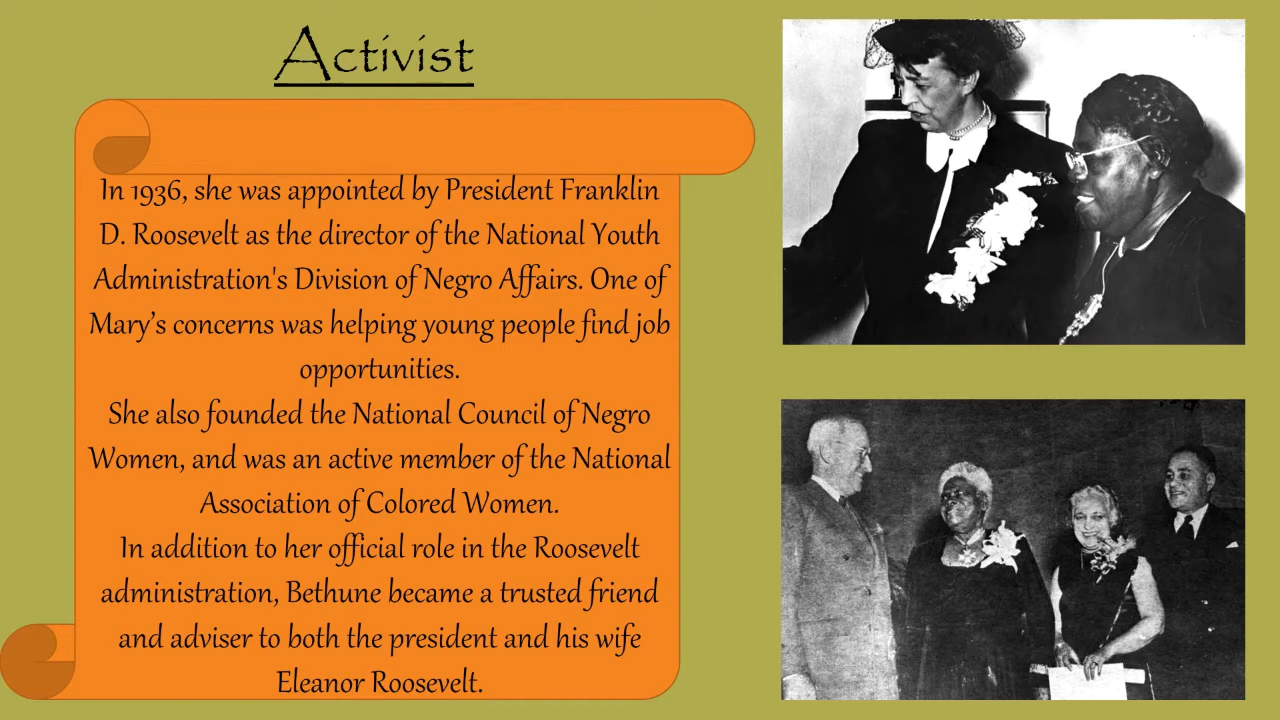 Activist
In 1936, she was appointed by President Franklin
D. Roosevelt as the director of the National Youth
Administration's Division of Negro Affairs. One of
Mary’s concerns was helping young people find job
opportunities.
She also founded the National Council of Negro
Women, and was an active member of the National
Association of Colored Women.
In addition to her official role in the Roosevelt
administration, Bethune became a trusted friend
and adviser to both the president and his wife
Eleanor Roosevelt.